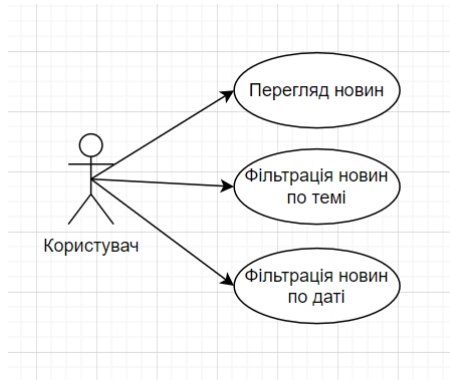 Перегляд новин
Фільтрація новин
по темі
Користувач
Фільтрація новин
по даті